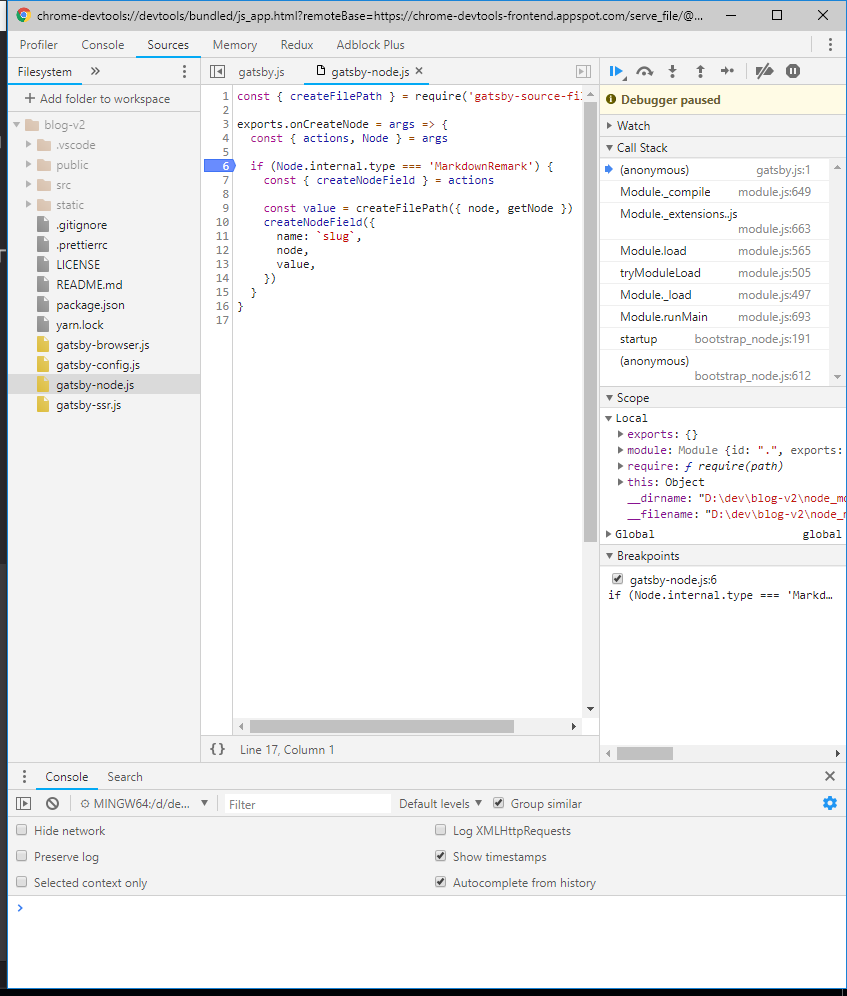 chrome-devtools://devtools/bundled/js_app.html?remoteBase=https://chrome-devtools-frontend.appspot.com/serve_file/@...
Profiler Console Sources Memory Redux Adblock Plus
Filesystem »
gatsby.js gatsby-node.js ×
+ Add folder to workspace
blog-v2
.vscode
public
src
static
.gitignore
.prettierrc
LICENSE
README.md
package.json
yarn.lock
gatsby-browser.js
gatsby-config.js
gatsby-node.js
gatsby-ssr.js
1 const { createFilePath } = require('gatsby-source-fi
2
3 exports.onCreateNode = args => {
4 const { actions, Node } = args
5
6 if (Node.internal.type === 'MarkdownRemark') {
7 const { createNodeField } = actions
8
9 const value = createFilePath({ node, getNode })
10 createNodeField({
11 name: `slug`,
12 node,
13 value,
14 })
15 }
16 }
17
{} Line 17, Column 1
Debugger paused
Watch
Call Stack
(anonymous) gatsby.js:1
Module._compile module.js:649
Module._extensions..js
module.js:663
Module.load module.js:565
tryModuleLoad module.js:505
Module._load module.js:497
Module.runMain module.js:693
startup bootstrap_node.js:191
(anonymous)
bootstrap_node.js:612
Scope
Local
exports: {}
module: Module {id: ".", exports:
require: ƒ require(path)
this: Object
__dirname: "D:\dev\blog-v2\node_mo
__filename: "D:\dev\blog-v2\node_m
Global global
Breakpoints
gatsby-node.js:6
if (Node.internal.type === 'Markd...
Console Search
MINGW64:/d/de... Filter Default levels Group similar
Hide network Log XMLHttpRequests
Preserve log Show timestamps
Selected context only Autocomplete from history